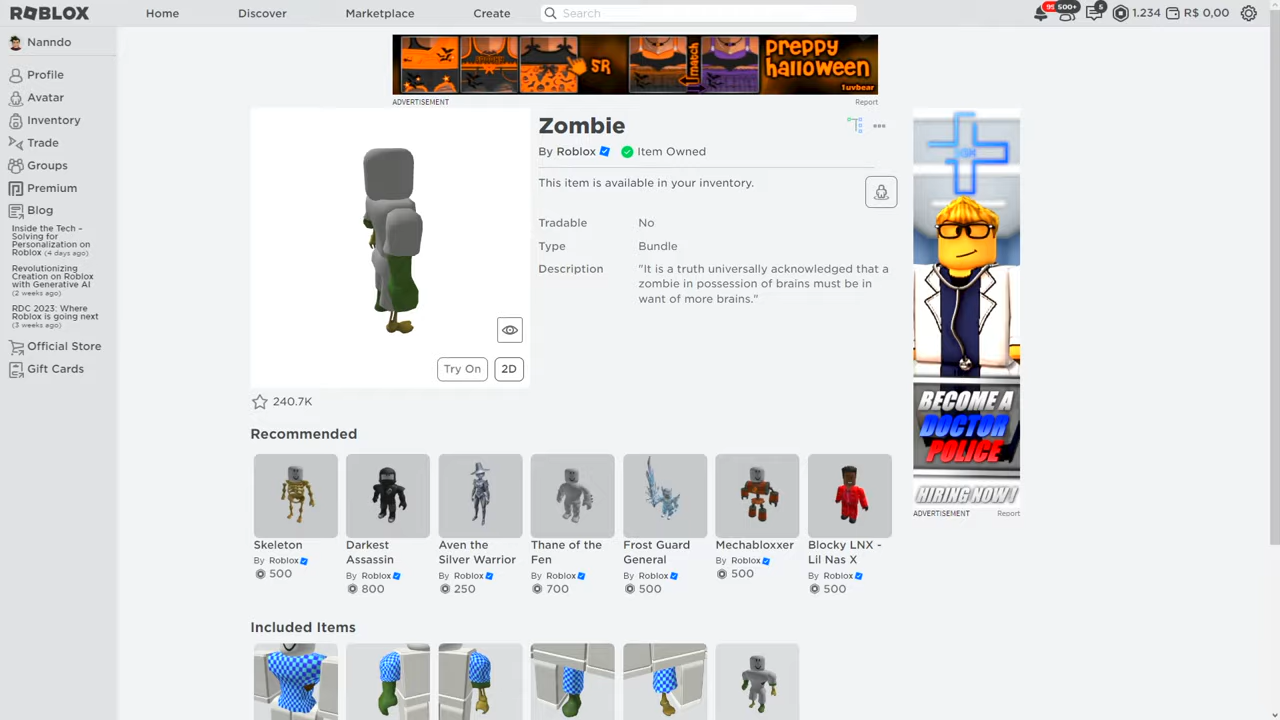 ROBLOX
Home
Discover
Marketplace
Create
Search
99
500+
5
1.234
R$ 0,00
Nanndo
Profile
Avatar
Inventory
Trade
Groups
Premium
Blog
Inside the Tech -
Solving for
Personalization on
Roblox (4 days ago)
Revolutionizing
Creation on Roblox
with Generative AI
(2 weeks ago)
RDC 2023: Where
Roblox is going next
(3 weeks ago)
Official Store
Gift Cards
5R
match
preppy
halloween
1uvbear
ADVERTISEMENT
Report
Zombie
By Roblox
Item Owned
This item is available in your inventory.
Tradable
No
Type
Bundle
Description
"It is a truth universally acknowledged that a
zombie in possession of brains must be in
want of more brains."
Try On
2D
240.7K
BECOME A
DOCTOR
POLICE
HIRING NOW!
ADVERTISEMENT
Report
Recommended
Skeleton
By Roblox
500
Darkest
Assassin
By Roblox
800
Aven the
Silver Warrior
By Roblox
250
Thane of the
Fen
By Roblox
700
Frost Guard
General
By Roblox
500
Mechabloxxer
By Roblox
500
Blocky LNX -
Lil Nas X
By Roblox
500
Included Items